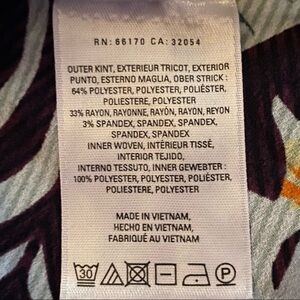 RN: 66170 CA: 32054
OUTER KINT, EXTERIEUR TRICOT, EXTERIOR
PUNTO, ESTERNO MAGLIA, OBER STRICK :
64% POLYESTER, POLYESTER, POLIÉSTER,
POLIESTERE, POLYESTER
33% RAYON, RAYONNE, RAYÓN, RAYON, REYON
3% SPANDEX, SPANDEX, SPANDEX,
SPANDEX, SPANDEX
INNER WOVEN, INTÉRIEUR TISSÉ,
INTERIOR TEJIDO,
INTERNO TESSUTO, INNER GEWEBTER :
100% POLYESTER, POLYESTER, POLIÉSTER,
POLIESTERE, POLYESTER
MADE IN VIETNAM,
HECHO EN VIETNAM,
FABRIQUÉ AU VIETNAM
30 P